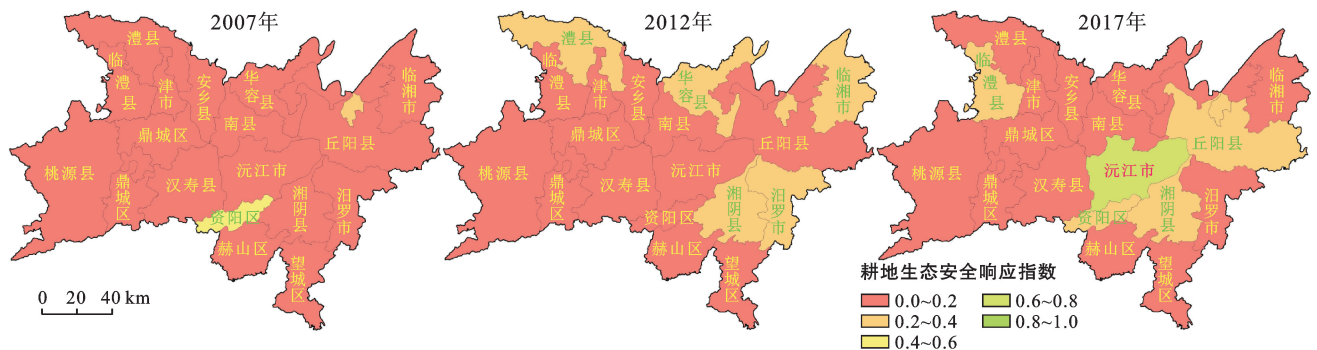 2007年
澧县
临澧县
津市
安乡县
华容县
临湘市
南县
鼎城区
丘阳县
桃源县
鼎城区
汉寿县
沅江市
资阳区
湘阴县
汨罗市
赫山区
望城区
0 20 40 km
2012年
澧县
临澧县
津市
安乡县
华容县
临湘市
南县
鼎城区
丘阳县
桃源县
鼎城区
汉寿县
沅江市
资阳区
湘阴县
汨罗市
赫山区
望城区
2017年
澧县
临澧县
津市
安乡县
华容县
临湘市
南县
鼎城区
丘阳县
桃源县
鼎城区
汉寿县
沅江市
资阳区
湘阴县
汨罗市
赫山区
望城区
耕地生态安全响应指数
0.0~0.2
0.2~0.4
0.4~0.6
0.6~0.8
0.8~1.0